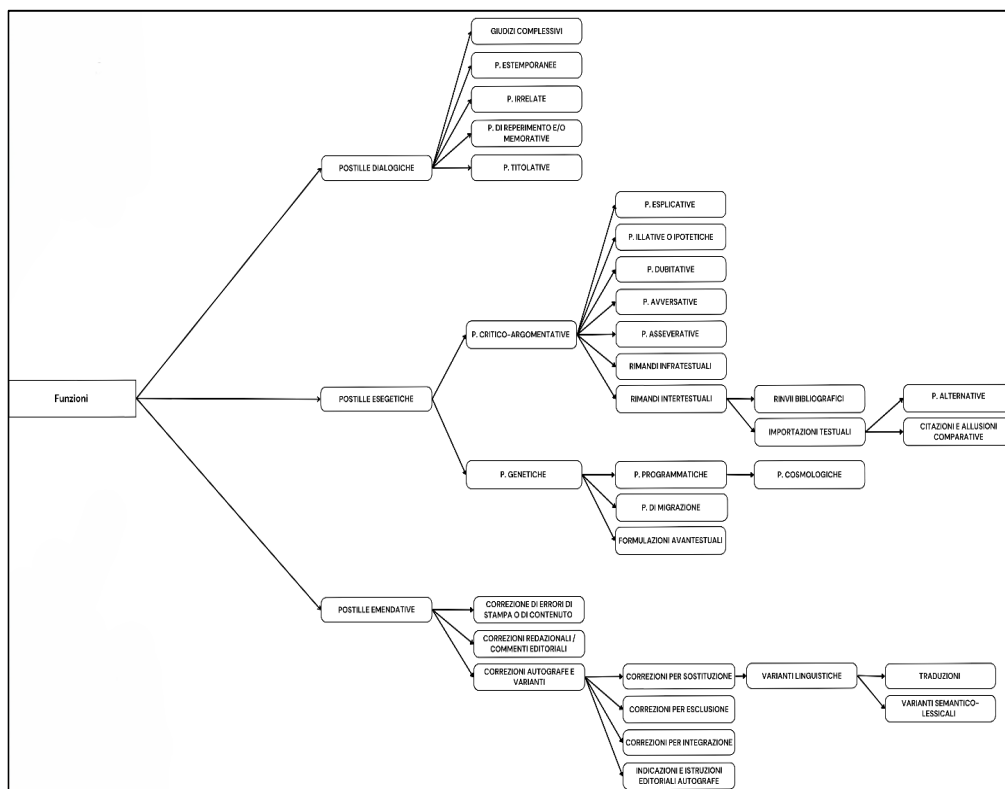 GIUDIZI COMPLESSIVI
P. ESTEMPORANEE
P. IRRELATE
P. DI REPERIMENTO E/O
MEMORATIVE
POSTILLE DIALOGICHE
P. TITOLATIVE
P. ESPLICATIVE
P. ILLATIVE O IPOTETICHE
P. DUBITATIVE
P. AVVERSATIVE
P. CRITICO-ARGOMENTATIVE
P. ASSEVERATIVE
RIMANDI INFRATESTUALI
Funzioni
POSTILLE ESEGETICHE
RIMANDI INTERTESTUALI
RINVII BIBLIOGRAFICI
P. ALTERNATIVE
IMPORTAZIONI TESTUALI
CITAZIONI E ALLUSIONI
COMPARATIVE
P. GENETICHE
P. PROGRAMMATICHE
P. COSMOLOGICHE
P. DI MIGRAZIONE
FORMULAZIONI AVANTESTUALI
POSTILLE EMENDATIVE
CORREZIONE DI ERRORI DI
STAMPA O DI CONTENUTO
CORREZIONI REDAZIONALI /
COMMENTI EDITORIALI
CORREZIONI AUTOGRAFE E
VARIANTI
CORREZIONI PER SOSTITUZIONE
VARIANTI LINGUISTICHE
TRADUZIONI
CORREZIONI PER ESCLUSIONE
VARIANTI SEMANTICO-
LESSICALI
CORREZIONI PER INTEGRAZIONE
INDICAZIONI E ISTRUZIONI
EDITORIALI AUTOGRAFE